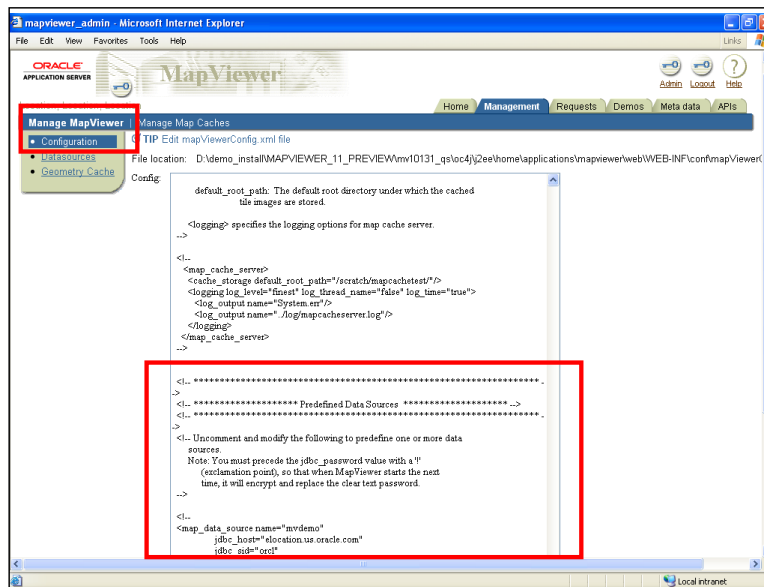 mapviewer_admin - Microsoft Internet Explorer
File Edit View Favorites Tools Help
Links
ORACLE
APPLICATION SERVER
MapViewer
Admin Logout Help
Home Management Requests Demos Meta data APIs
Manage MapViewer | Manage Map Caches
Configuration
Datasources
Geometry Cache
TIP Edit mapViewerConfig.xml file
File location: D:\demo_install\MAPVIEWER_11_PREVIEW\mv10131_qs\oc4j\j2ee\home\applications\mapviewer\web\WEB-INF\conf\mapViewer
Config:
default_root_path: The default root directory under which the cached
tile images are stored.
<logging> specifies the logging options for map cache server.
-->
<!--
<map_cache_server>
<cache_storage default_root_path="/scratch/mapcachetest/"/>
<logging log_level="finest" log_thread_name="false" log_time="true">
<log_output name="System.err"/>
<log_output name="../log/mapcacheserver.log"/>
</logging>
</map_cache_server>
-->
<!-- ****************************************************************** -
->
<!-- ******************** Predefined Data Sources ******************** -->
<!-- ****************************************************************** -
->
<!-- Uncomment and modify the following to predefine one or more data
sources.
Note: You must precede the jdbc_password value with a '!'
(exclamation point), so that when MapViewer starts the next
time, it will encrypt and replace the clear text password.
-->
<!--
<map_data_source name="mvdemo"
jdbc_host="elocation.us.oracle.com"
jdbc_sid="orcl"
Local intranet